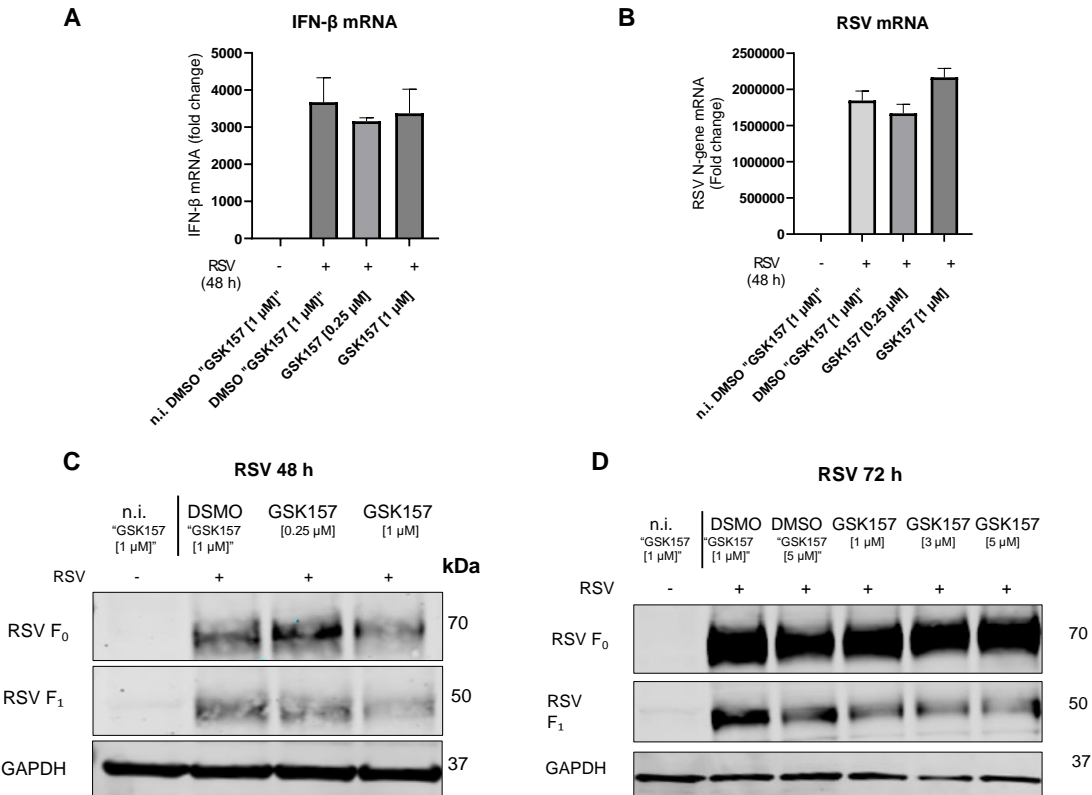 A
IFN-β mRNA
IFN-β mRNA (fold change)
5000
4000
3000
2000
1000
0
RSV - + + +
(48 h)
n.i. DMSO "GSK157 [1 µM]"
DMSO "GSK157 [1 µM]"
GSK157 [0.25 µM]
GSK157 [1 µM]
B
RSV mRNA
RSV N-gene mRNA
(Fold change)
2500000
2000000
1500000
1000000
500000
0
RSV - + + +
(48 h)
n.i. DMSO "GSK157 [1 µM]"
DMSO "GSK157 [1 µM]"
GSK157 [0.25 µM]
GSK157 [1 µM]
C
RSV 48 h
n.i. DSMO GSK157 GSK157
“GSK157 “GSK157 [0.25 µM] [1 µM]
[1 µM]” [1 µM]”
kDa
RSV - + + +
RSV F₀ 70
RSV F₁ 50
GAPDH 37
D
RSV 72 h
n.i. DSMO DMSO GSK157 GSK157 GSK157
“GSK157 “GSK157 “GSK157 [1 µM] [3 µM] [5 µM]
[1 µM]” [1 µM]” [5 µM]”
RSV - + + + + +
RSV F₀ 70
RSV 50
F₁
GAPDH 37